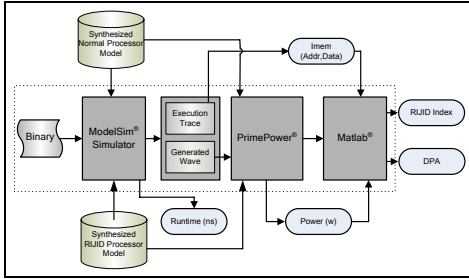 Synthesized
Normal Processor
Model
Imem
(Addr,Data)
Binary
ModelSim®
Simulator
Execution
Trace
Generated
Wave
PrimePower®
Matlab®
RIJID Index
DPA
Runtime (ns)
Power (w)
Synthesized
RIJID Processor
Model